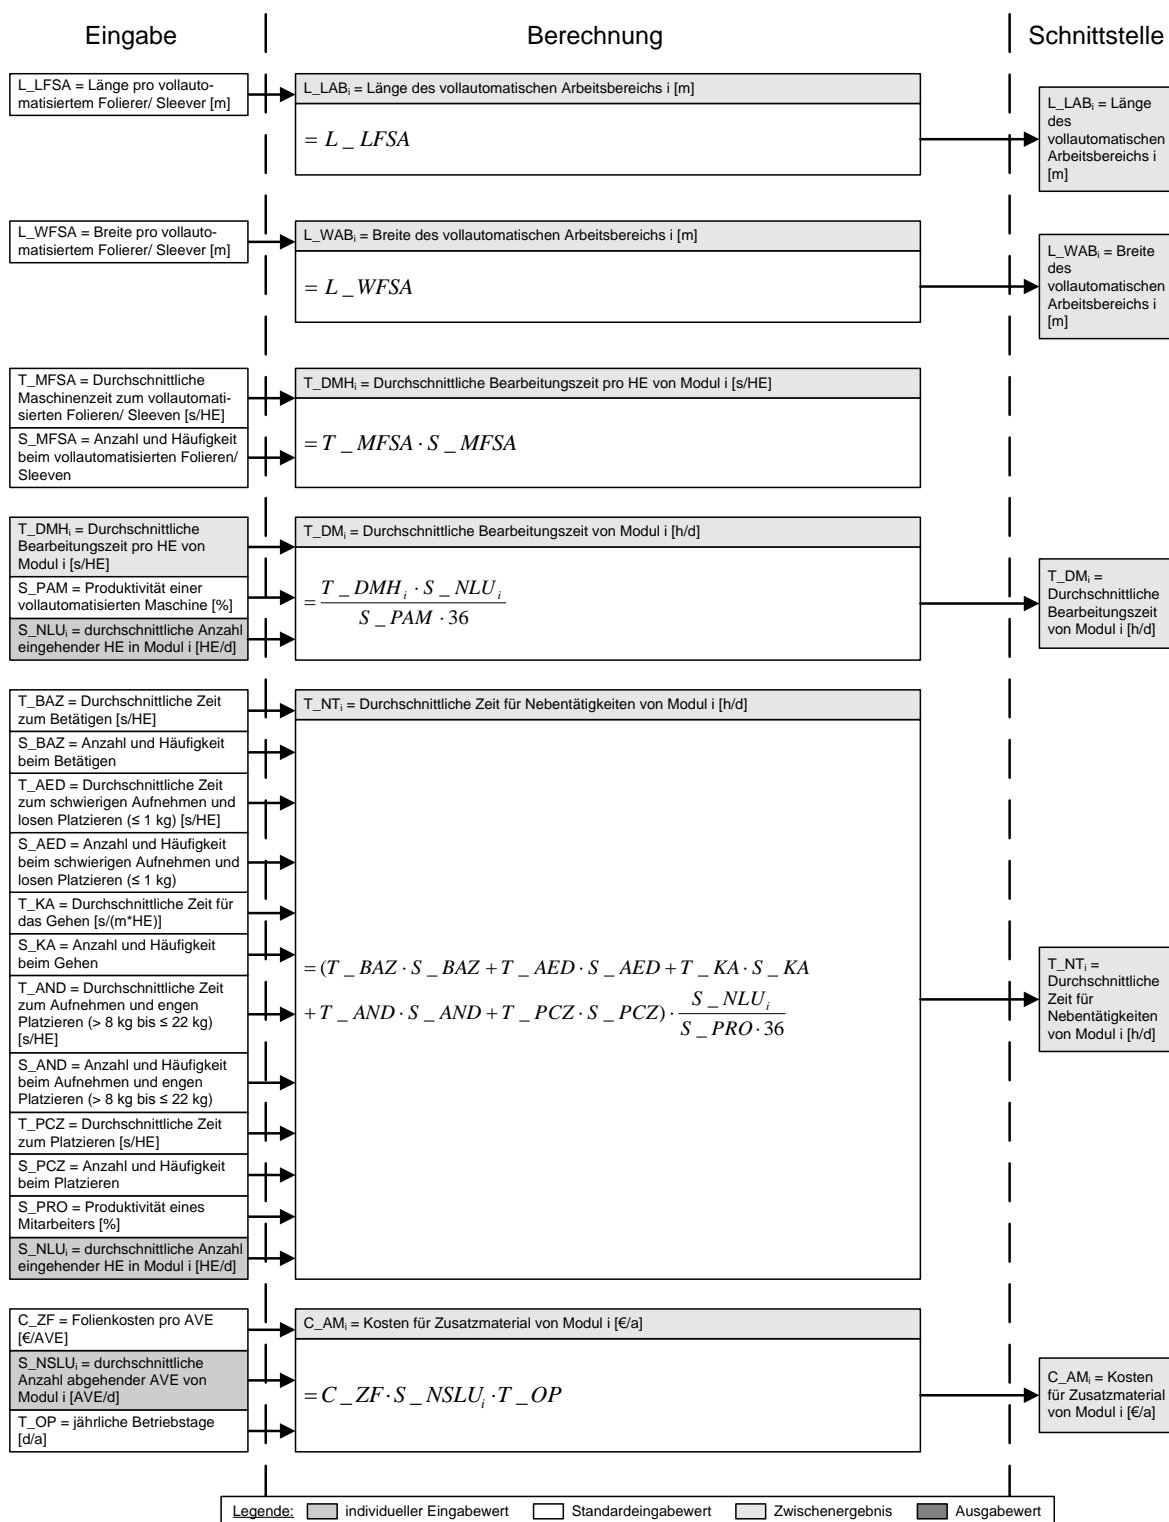 Eingabe
Berechnung
Schnittstelle
L_LFSA = Länge pro vollauto-
matisiertem Folierer/ Sleever [m]
L_LABi = Länge des vollautomatischen Arbeitsbereichs i [m]
= L _ LFSA
L_LABi = Länge
des
vollautomatischen
Arbeitsbereichs i
[m]
L_WFSA = Breite pro vollauto-
matisiertem Folierer/ Sleever [m]
L_WABi = Breite des vollautomatischen Arbeitsbereichs i [m]
= L _ WFSA
L_WABi = Breite
des
vollautomatischen
Arbeitsbereichs i
[m]
T_MFSA = Durchschnittliche
Maschinenzeit zum vollautomati-
sierten Folieren/ Sleeven [s/HE]
S_MFSA = Anzahl und Häufigkeit
beim vollautomatisierten Folieren/
Sleeven
T_DMHi = Durchschnittliche Bearbeitungszeit pro HE von Modul i [s/HE]
= T _ MFSA · S _ MFSA
T_DMHi = Durchschnittliche
Bearbeitungszeit pro HE von
Modul i [s/HE]
S_PAM = Produktivität einer
vollautomatisierten Maschine [%]
S_NLUi = durchschnittliche Anzahl
eingehender HE in Modul i [HE/d]
T_DMi = Durchschnittliche Bearbeitungszeit von Modul i [h/d]
= T _ DMH i · S _ NLU i
S _ PAM · 36
T_DMi =
Durchschnittliche
Bearbeitungszeit
von Modul i [h/d]
T_BAZ = Durchschnittliche Zeit
zum Betätigen [s/HE]
S_BAZ = Anzahl und Häufigkeit
beim Betätigen
T_AED = Durchschnittliche Zeit
zum schwierigen Aufnehmen und
losen Platzieren (≤ 1 kg) [s/HE]
S_AED = Anzahl und Häufigkeit
beim schwierigen Aufnehmen und
losen Platzieren (≤ 1 kg)
T_KA = Durchschnittliche Zeit für
das Gehen [s/(m*HE)]
S_KA = Anzahl und Häufigkeit
beim Gehen
T_AND = Durchschnittliche Zeit
zum Aufnehmen und engen
Platzieren (> 8 kg bis ≤ 22 kg)
[s/HE]
S_AND = Anzahl und Häufigkeit
beim Aufnehmen und engen
Platzieren (> 8 kg bis ≤ 22 kg)
T_PCZ = Durchschnittliche Zeit
zum Platzieren [s/HE]
S_PCZ = Anzahl und Häufigkeit
beim Platzieren
S_PRO = Produktivität eines
Mitarbeiters [%]
S_NLUi = durchschnittliche Anzahl
eingehender HE in Modul i [HE/d]
T_NTi = Durchschnittliche Zeit für Nebentätigkeiten von Modul i [h/d]
= (T _ BAZ · S _ BAZ + T _ AED · S _ AED + T _ KA · S _ KA
+ T _ AND · S _ AND + T _ PCZ · S _ PCZ) · S _ NLU i
S _ PRO · 36
T_NTi =
Durchschnittliche
Zeit für
Nebentätigkeiten
von Modul i [h/d]
C_ZF = Folienkosten pro AVE
[€/AVE]
S_NSLUi = durchschnittliche
Anzahl abgehender AVE von
Modul i [AVE/d]
T_OP = jährliche Betriebstage
[d/a]
C_AMi = Kosten für Zusatzmaterial von Modul i [€/a]
= C _ ZF · S _ NSLU i · T _ OP
C_AMi = Kosten
für Zusatzmaterial
von Modul i [€/a]
Legende: individueller Eingabewert Standardeingabewert Zwischenergebnis Ausgabewert